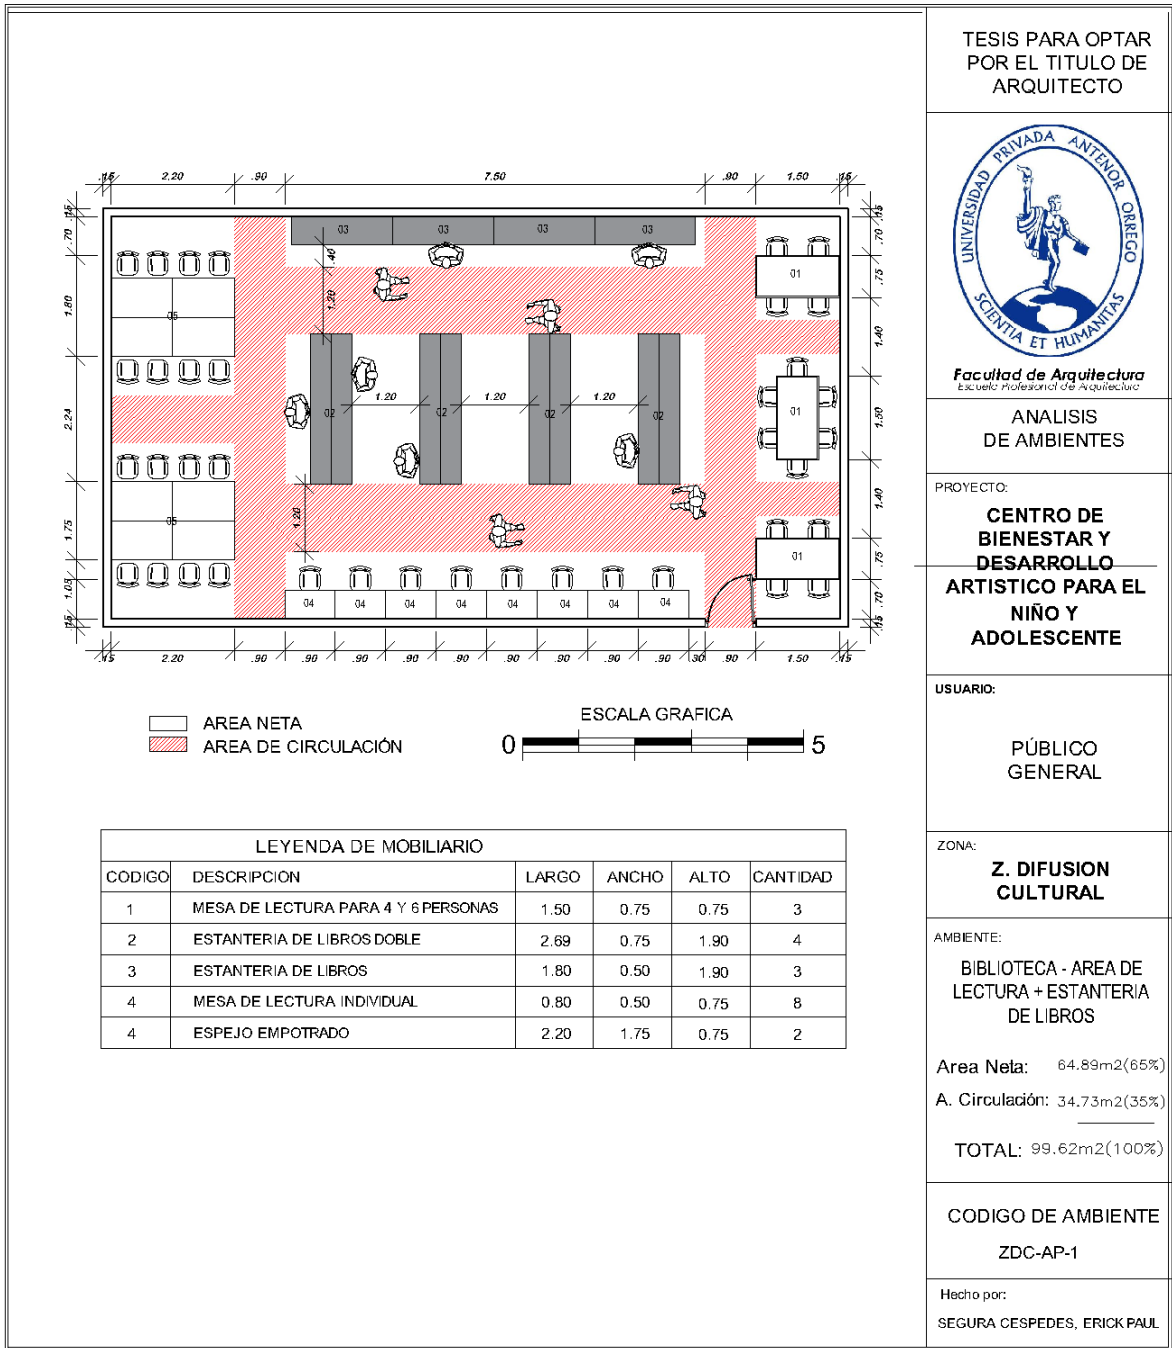 TESIS PARA OPTAR
POR EL TITULO DE
ARQUITECTO
UNIVERSIDAD PRIVADA ANTENOR ORREGO
SCIENTIA ET HUMANITAS
Facultad de Arquitectura
Escuela Profesional de Arquitectura
ANALISIS
DE AMBIENTES
PROYECTO:
CENTRO DE
BIENESTAR Y
DESARROLLO
ARTISTICO PARA EL
NIÑO Y
ADOLESCENTE
USUARIO:
PÚBLICO
GENERAL
ZONA:
Z. DIFUSION
CULTURAL
AMBIENTE:
BIBLIOTECA - AREA DE
LECTURA + ESTANTERIA
DE LIBROS
Area Neta: 64.89m2(65%)
A. Circulación: 34.73m2(35%)
TOTAL: 99.62m2(100%)
CODIGO DE AMBIENTE
ZDC-AP-1
Hecho por:
SEGURA CESPEDES, ERICK PAUL
.15 2.20 .90 7.50 .90 1.50 .15
.15 .70 1.80 2.24 1.75 1.05 .15
.15 .70 .75 1.40 1.50 1.40 .75 .70 .15
03 03 03 03
.40
1.20
01
05
02 1.20 02 1.20 02 1.20 02
01
05
1.20
01
04 04 04 04 04 04 04 04
.15 2.20 .90 .90 .90 .90 .90 .90 .90 .90 .30 .90 1.50 .15
AREA NETA
AREA DE CIRCULACIÓN
ESCALA GRAFICA
0 5
LEYENDA DE MOBILIARIO
CODIGO DESCRIPCION LARGO ANCHO ALTO CANTIDAD
1 MESA DE LECTURA PARA 4 Y 6 PERSONAS 1.50 0.75 0.75 3
2 ESTANTERIA DE LIBROS DOBLE 2.69 0.75 1.90 4
3 ESTANTERIA DE LIBROS 1.80 0.50 1.90 3
4 MESA DE LECTURA INDIVIDUAL 0.80 0.50 0.75 8
4 ESPEJO EMPOTRADO 2.20 1.75 0.75 2